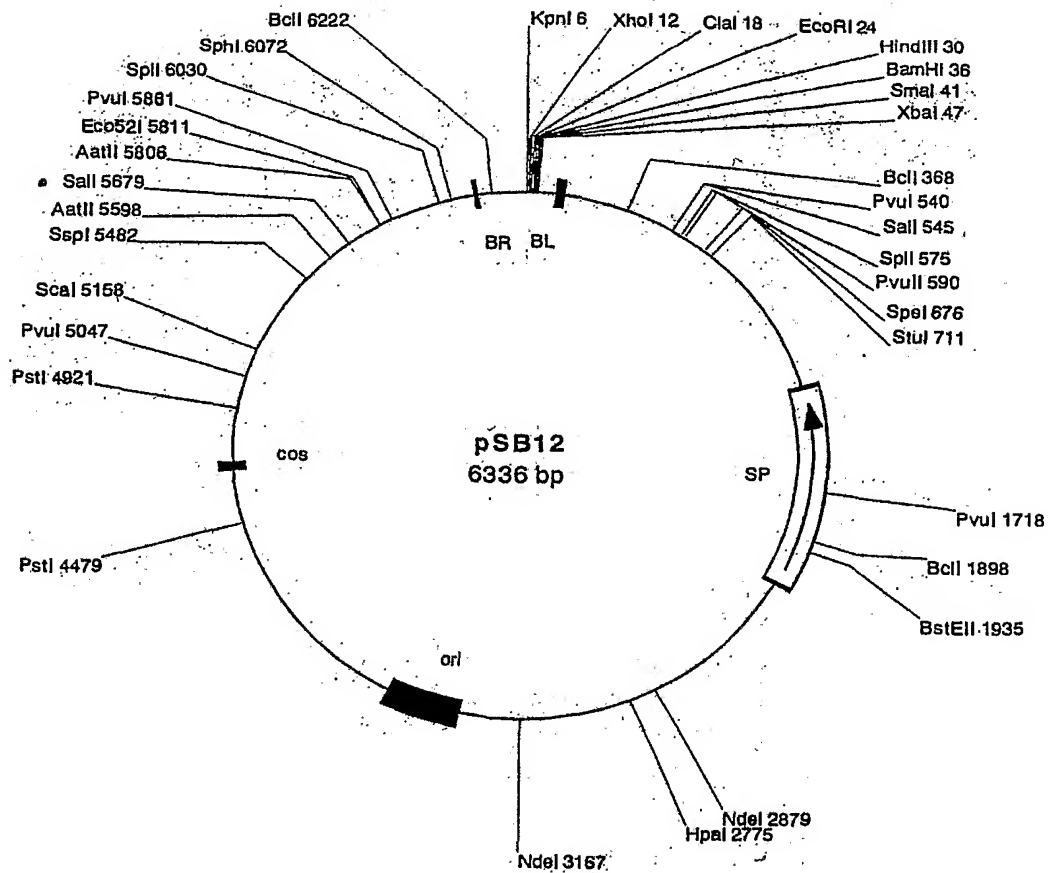 BclI 6222
SphI 6072
SplI 6030
PvuI 5861
Eco52I 5811
AatII 5806
SalI 5679
AatII 5598
SspI 5482
ScaI 5158
PvuI 5047
PstI 4921
PstI 4479
KpnI 6
XhoI 12
ClaI 18
EcoRI 24
HindIII 30
BamHI 36
SmaI 41
XbaI 47
BclI 368
PvuI 540
SalI 545
SplI 575
PvuII 590
SpeI 676
StuI 711
BR BL
cos
pSB12
6336 bp
SP
PvuI 1718
BclI 1898
BstEII 1935
ori
NdeI 2879
HpaI 2775
NdeI 3167